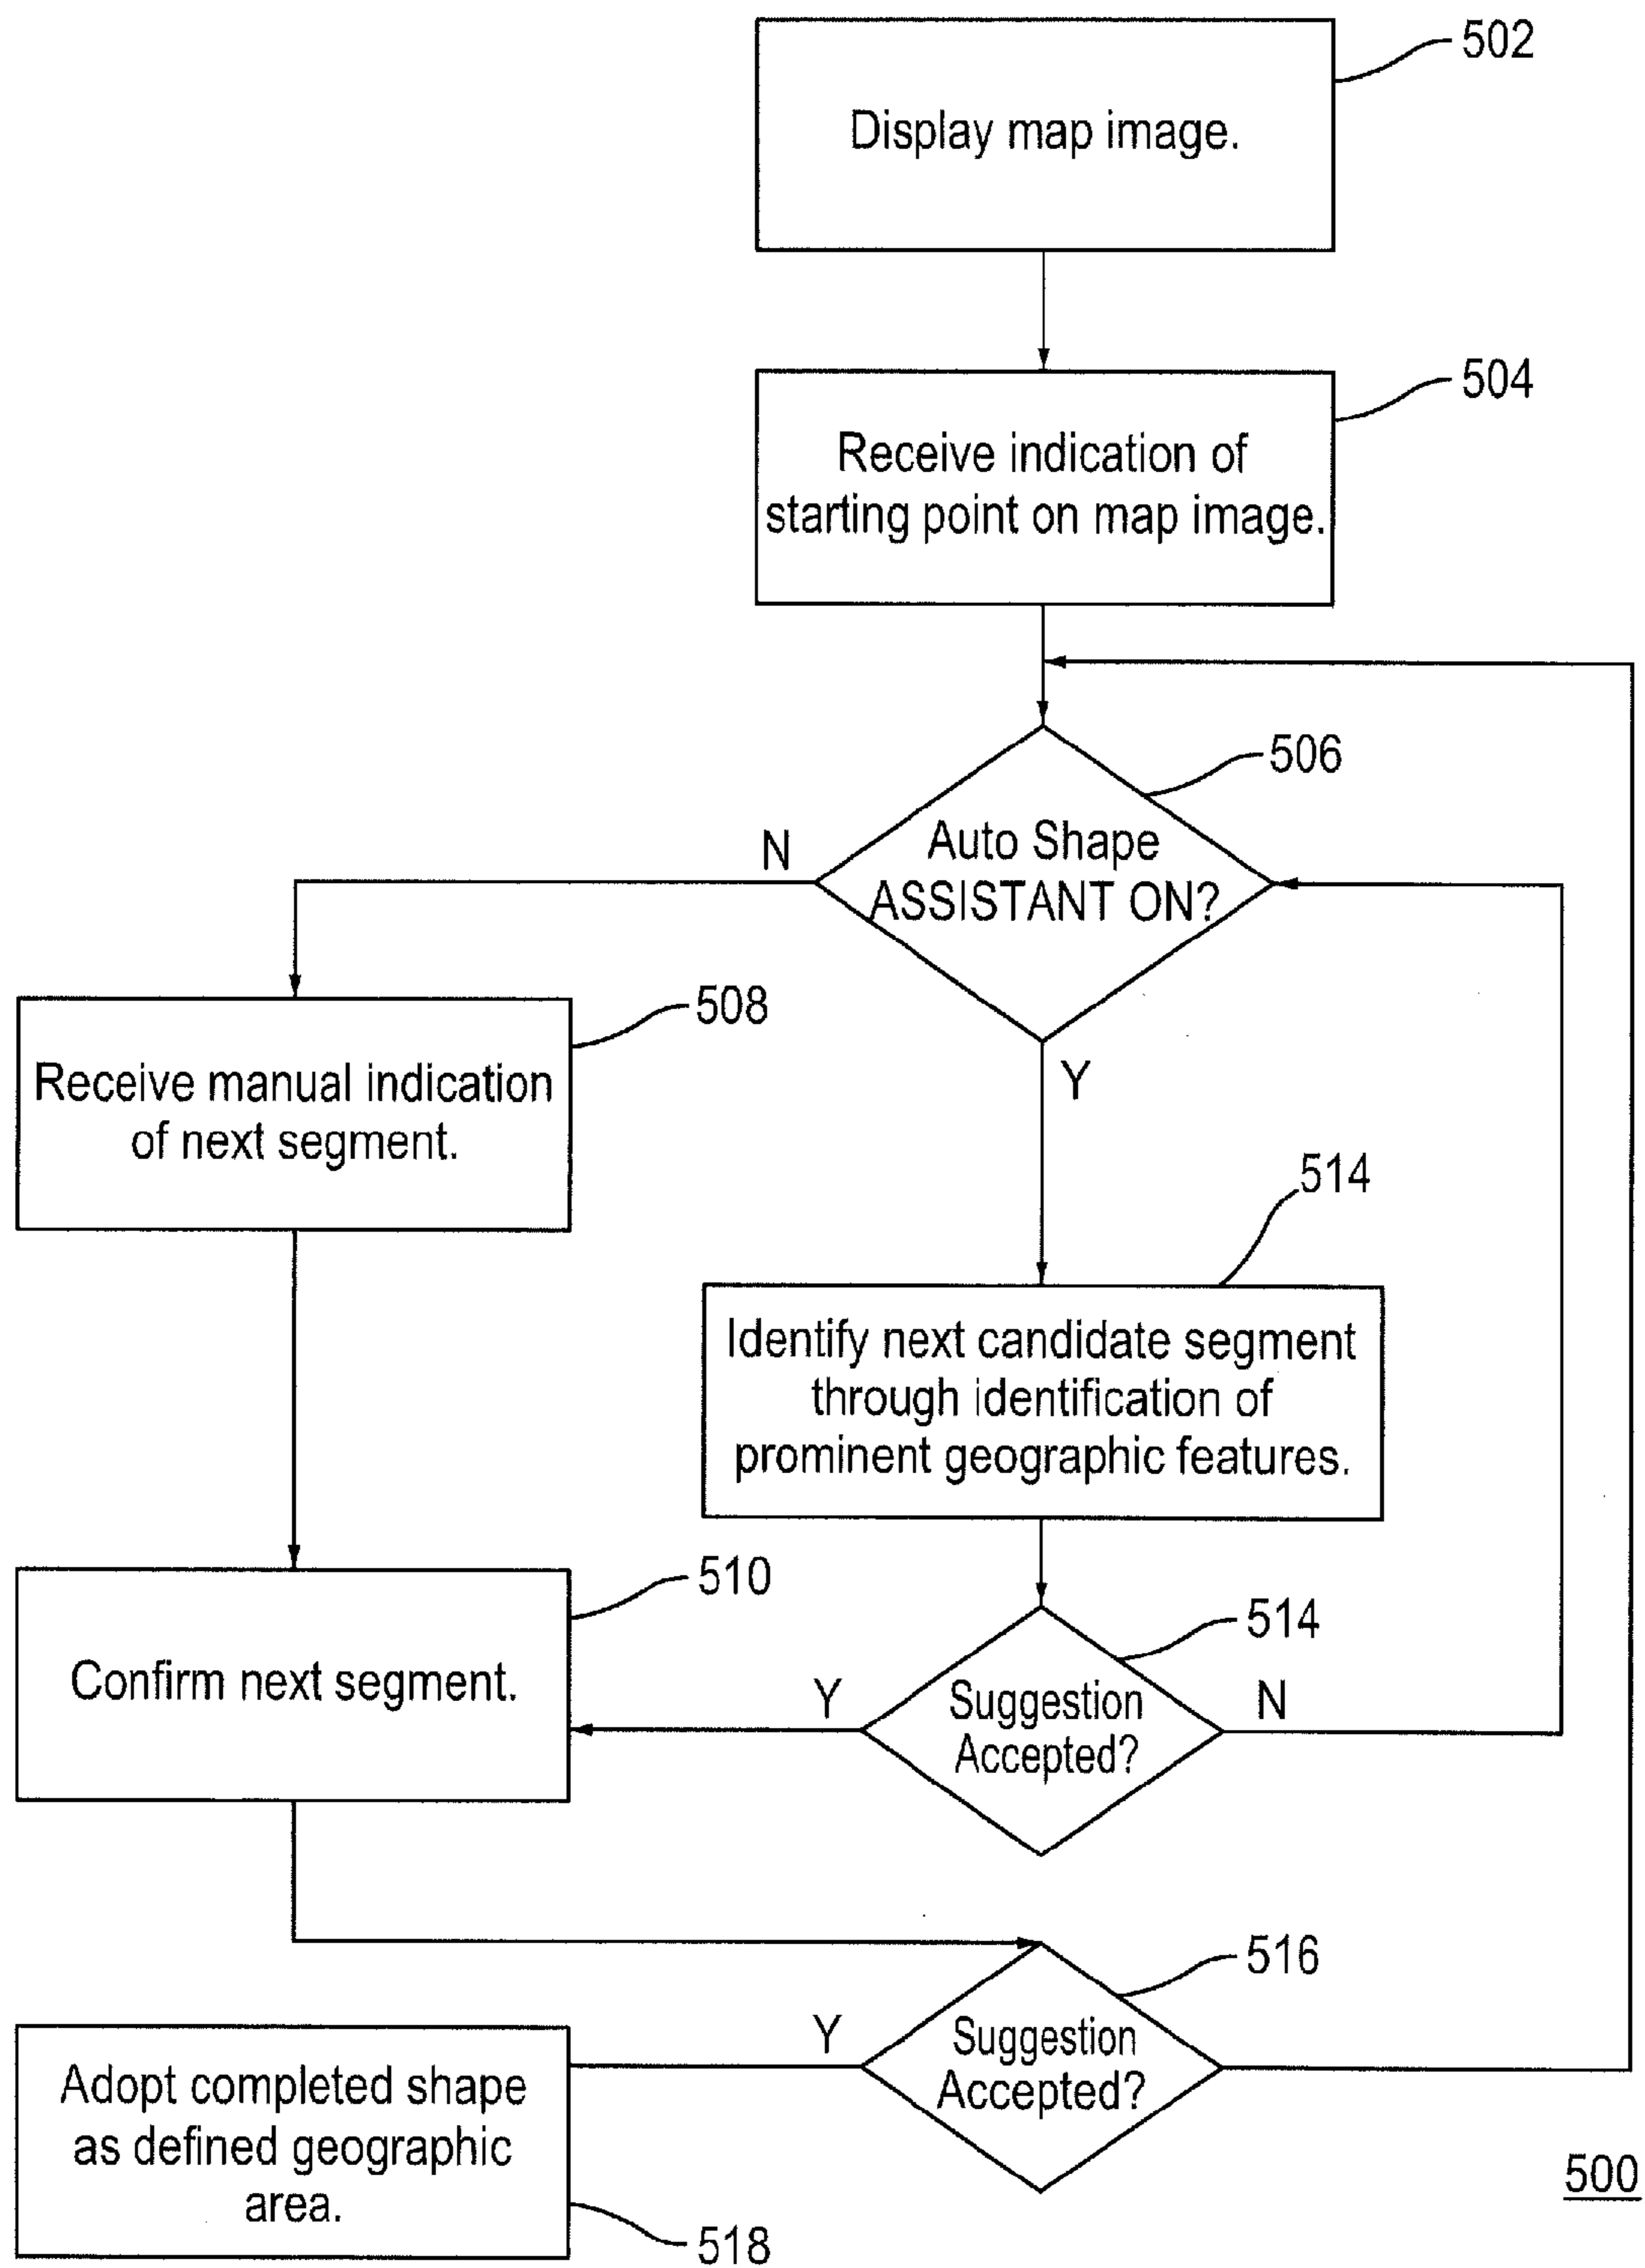 502
Display map image.
504
Receive indication of
starting point on map image.
506
Auto Shape
ASSISTANT ON?
N
Y
508
Receive manual indication
of next segment.
514
Identify next candidate segment
through identification of
prominent geographic features.
510
Confirm next segment.
514
Suggestion
Accepted?
Y
N
516
Suggestion
Accepted?
Y
Adopt completed shape
as defined geographic
area.
518
500